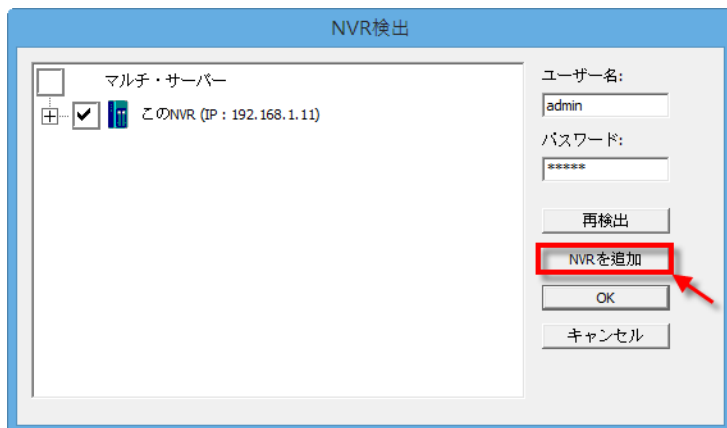 NVR検出
マルチ・サーバー
このNVR (IP : 192.168.1.11)
ユーザー名:
admin
パスワード:
*****
再検出
NVRを追加
OK
キャンセル